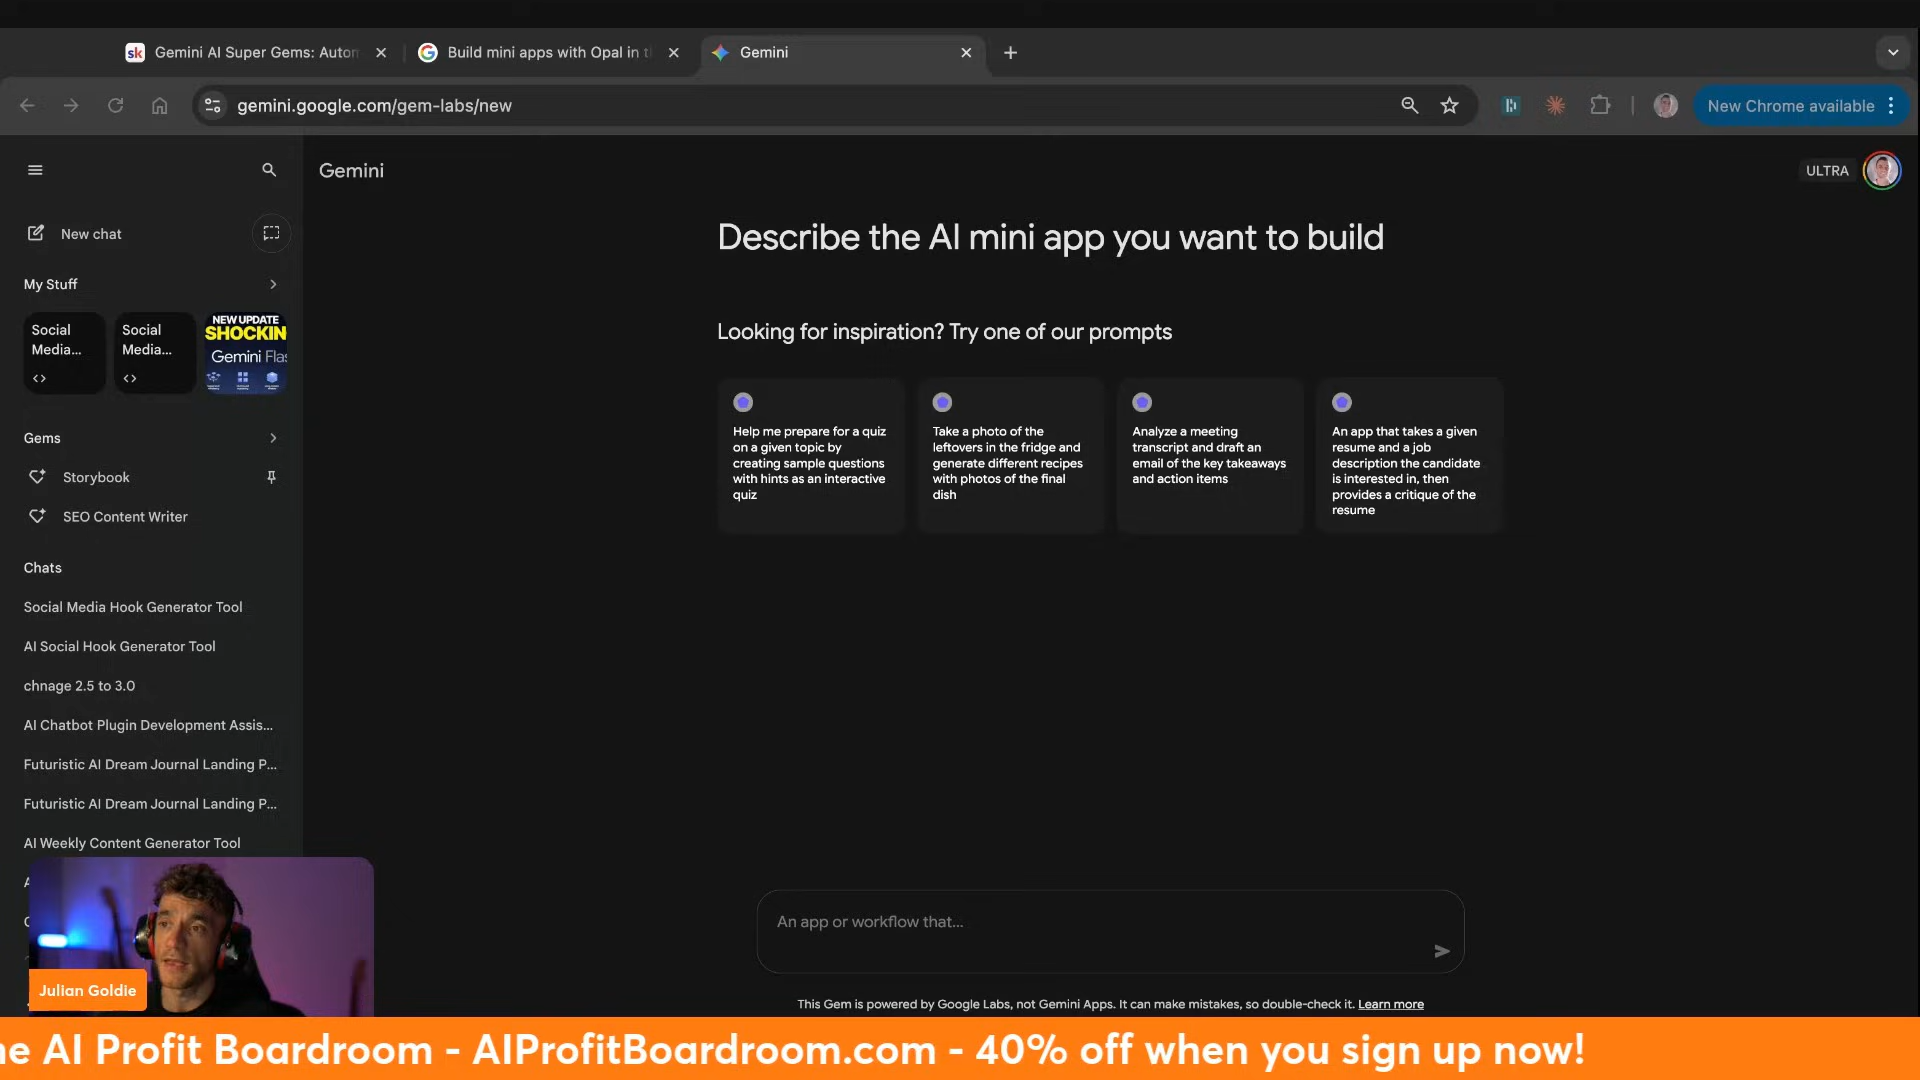 Gemini AI Super Gems: Autom
Build mini apps with Opal in t
Gemini
gemini.google.com/gem-labs/new
New Chrome available
Gemini
ULTRA
New chat
My Stuff
Social
Media...
Social
Media...
NEW UPDATE
SHOCKIN
Gemini Flas
Gems
Storybook
SEO Content Writer
Chats
Social Media Hook Generator Tool
AI Social Hook Generator Tool
chnage 2.5 to 3.0
AI Chatbot Plugin Development Assis...
Futuristic AI Dream Journal Landing P...
Futuristic AI Dream Journal Landing P...
AI Weekly Content Generator Tool
Describe the AI mini app you want to build
Looking for inspiration? Try one of our prompts
Help me prepare for a quiz
on a given topic by
creating sample questions
with hints as an interactive
quiz
Take a photo of the
leftovers in the fridge and
generate different recipes
with photos of the final
dish
Analyze a meeting
transcript and draft an
email of the key takeaways
and action items
An app that takes a given
resume and a job
description the candidate
is interested in, then
provides a critique of the
resume
An app or workflow that...
This Gem is powered by Google Labs, not Gemini Apps. It can make mistakes, so double-check it. Learn more
Julian Goldie
he AI Profit Boardroom - AIProfitBoardroom.com - 40% off when you sign up now!